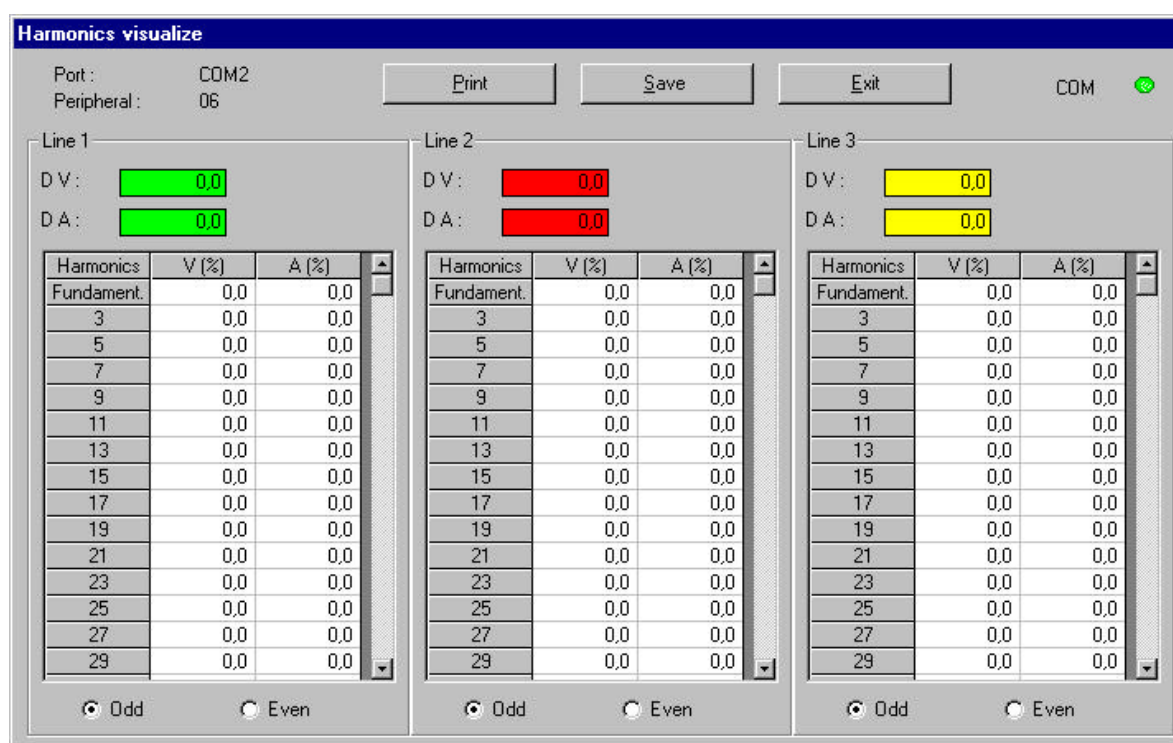 Harmonics visualize
Port : COM2
Peripheral : 06
Print Save Exit COM
Line 1 Line 2 Line 3
D V : 0,0 D V : 0,0 D V : 0,0
D A : 0,0 D A : 0,0 D A : 0,0
Harmonics V (%) A (%) Harmonics V (%) A (%) Harmonics V (%) A (%)
Fundament. 0,0 0,0 Fundament. 0,0 0,0 Fundament. 0,0 0,0
3 0,0 0,0 3 0,0 0,0 3 0,0 0,0
5 0,0 0,0 5 0,0 0,0 5 0,0 0,0
7 0,0 0,0 7 0,0 0,0 7 0,0 0,0
9 0,0 0,0 9 0,0 0,0 9 0,0 0,0
11 0,0 0,0 11 0,0 0,0 11 0,0 0,0
13 0,0 0,0 13 0,0 0,0 13 0,0 0,0
15 0,0 0,0 15 0,0 0,0 15 0,0 0,0
17 0,0 0,0 17 0,0 0,0 17 0,0 0,0
19 0,0 0,0 19 0,0 0,0 19 0,0 0,0
21 0,0 0,0 21 0,0 0,0 21 0,0 0,0
23 0,0 0,0 23 0,0 0,0 23 0,0 0,0
25 0,0 0,0 25 0,0 0,0 25 0,0 0,0
27 0,0 0,0 27 0,0 0,0 27 0,0 0,0
29 0,0 0,0 29 0,0 0,0 29 0,0 0,0
Odd Even Odd Even Odd Even